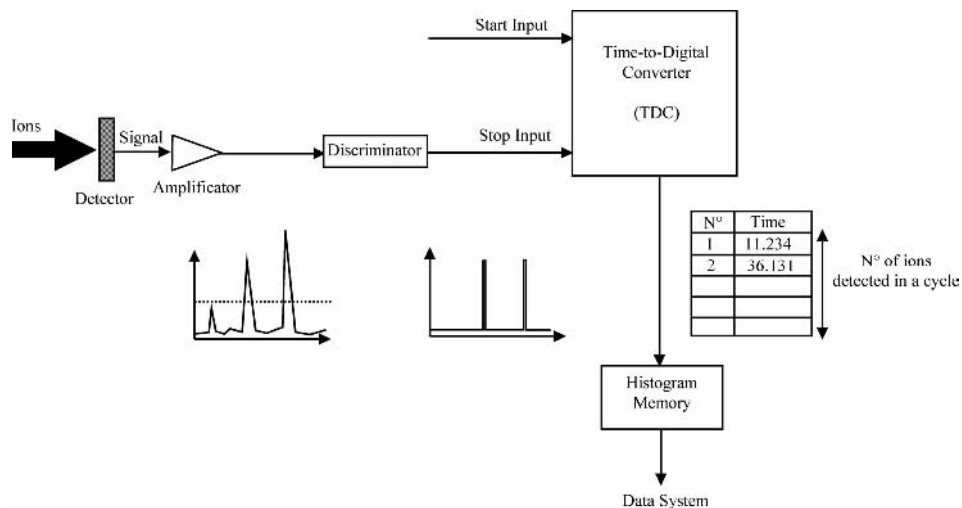 Start Input
Time-to-Digital
Converter
(TDC)
Ions
Signal
Discriminator
Stop Input
Detector
Amplificator
N° Time
1 11.234
2 36.131
N° of ions
detected in a cycle
Histogram
Memory
Data System